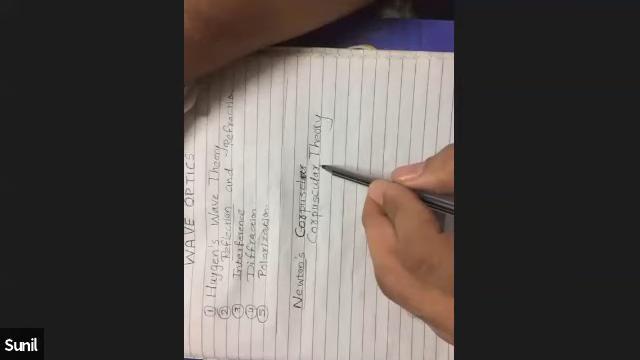 WAVE OPTICS
① Huygen's Wave Theory
② Reflection and Refraction
③ Interference
④ Diffraction
⑤ Polarization
Newton's
Corpuscular Theory
Sunil